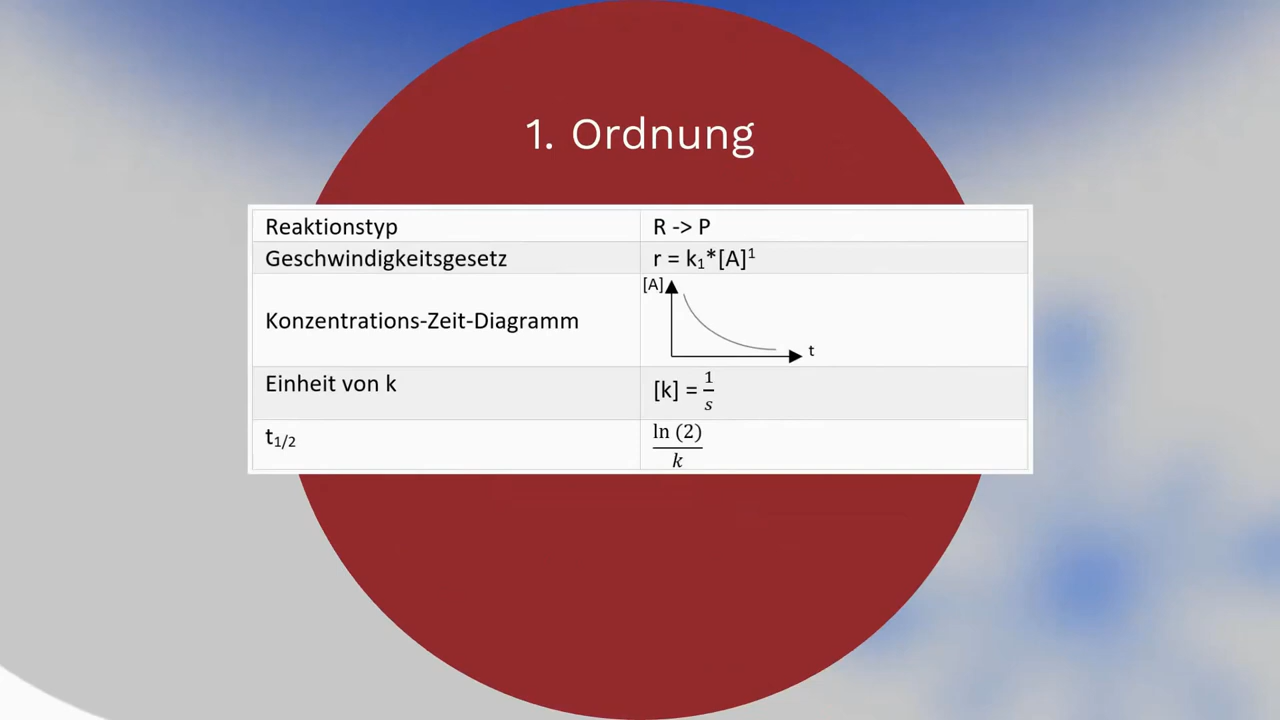 1. Ordnung
Reaktionstyp R -> P
Geschwindigkeitsgesetz r = k₁*[A]¹
[A]
Konzentrations-Zeit-Diagramm
t
Einheit von k [k] = 1/s
t₁/₂ ln (2)/k